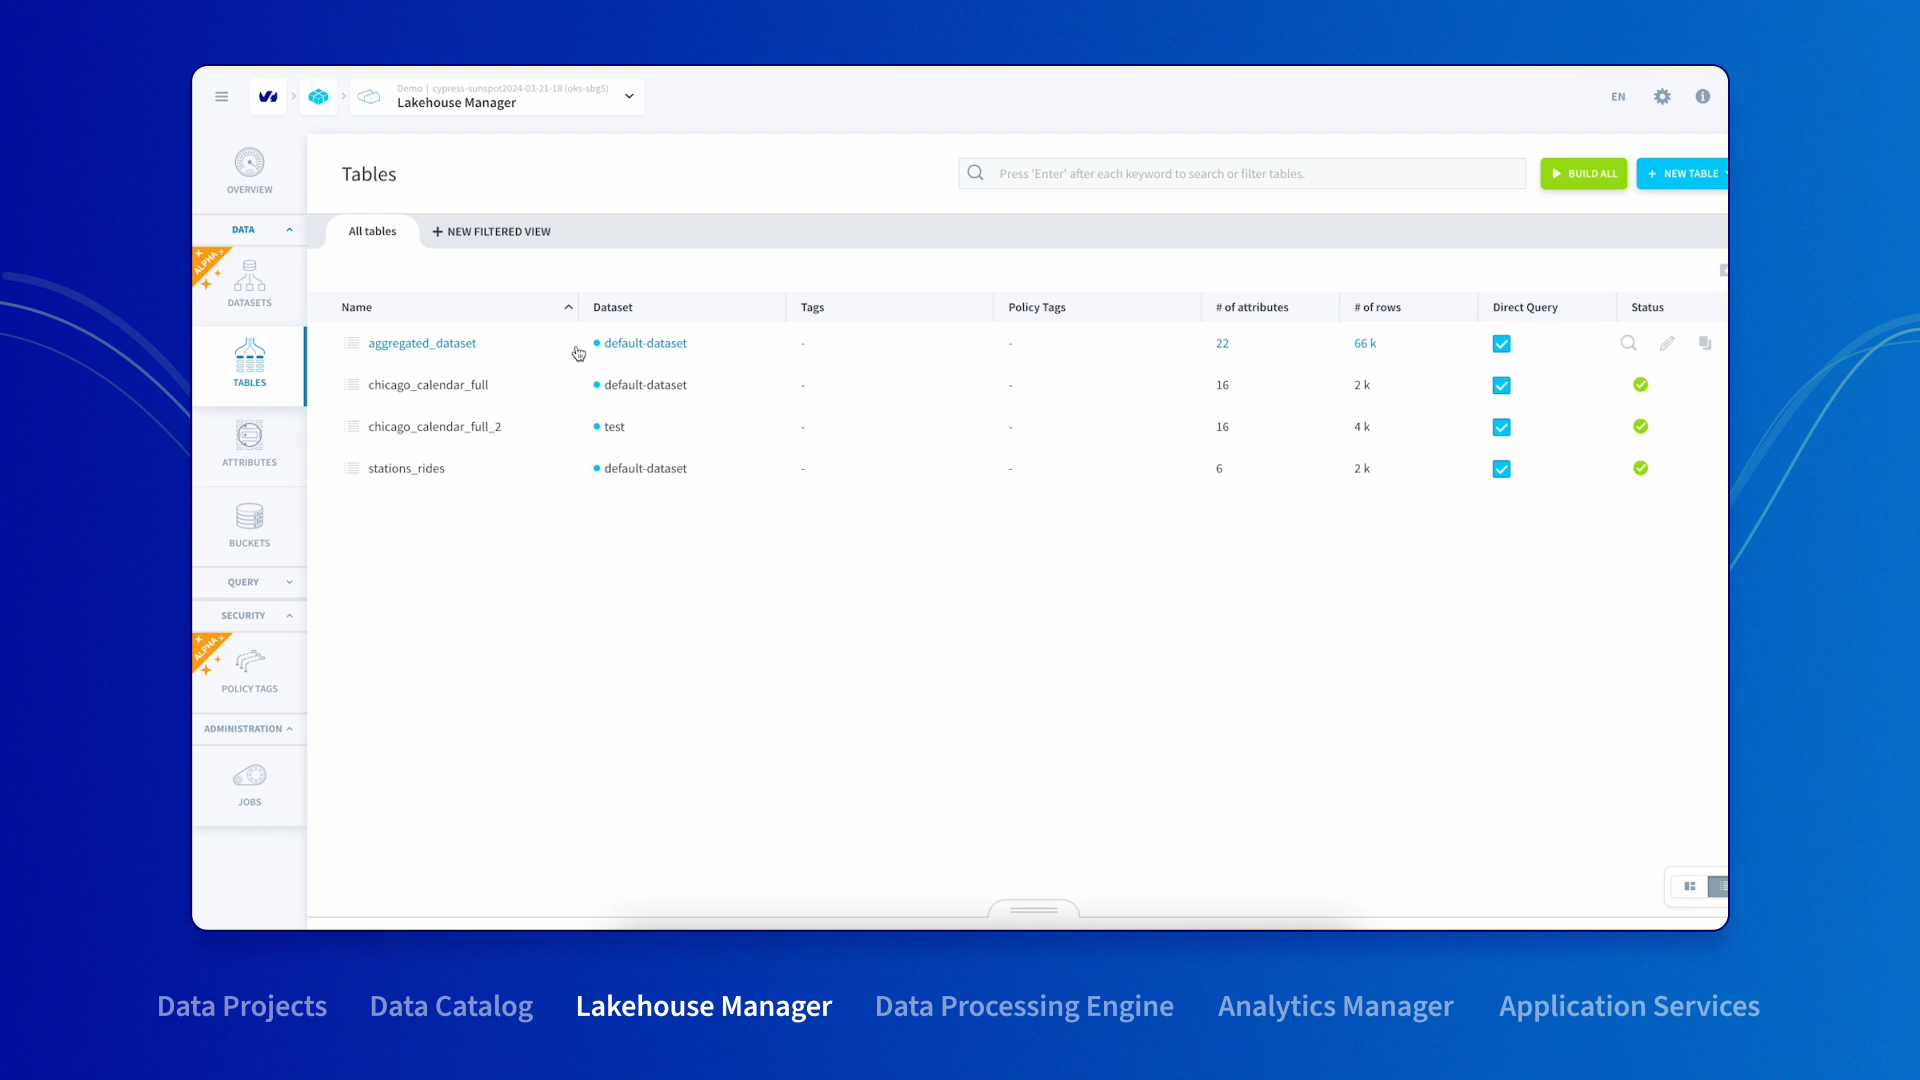 Demo | cypress-sunspot2024-03-21-18 (oks-sbg5)
Lakehouse Manager
EN
OVERVIEW
DATA
ALPHA
DATASETS
TABLES
ATTRIBUTES
BUCKETS
QUERY
SECURITY
ALPHA
POLICY TAGS
ADMINISTRATION
JOBS
Tables
Press 'Enter' after each keyword to search or filter tables.
BUILD ALL
+ NEW TABLE
All tables
+ NEW FILTERED VIEW
Name Dataset Tags Policy Tags # of attributes # of rows Direct Query Status
aggregated_dataset default-dataset - - 22 66 k
chicago_calendar_full default-dataset - - 16 2 k
chicago_calendar_full_2 test - - 16 4 k
stations_rides default-dataset - - 6 2 k
Data Projects Data Catalog Lakehouse Manager Data Processing Engine Analytics Manager Application Services